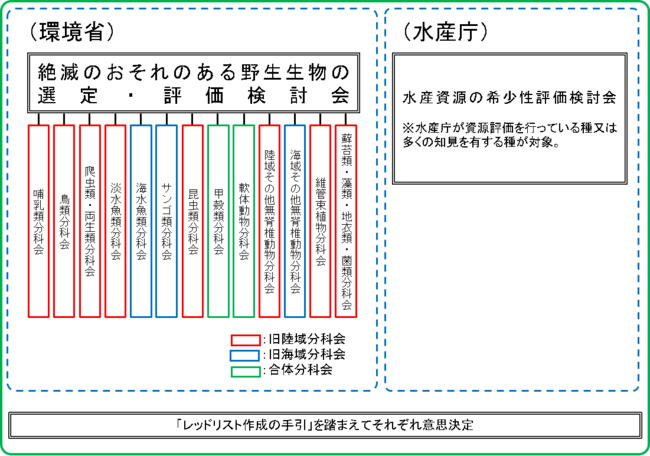 （環境省）
絶滅のおそれのある野生生物の
選定・評価検討会
哺乳類分科会
鳥類分科会
爬虫類・両生類分科会
淡水魚類分科会
海水魚類分科会
サンゴ類分科会
昆虫類分科会
甲殻類分科会
軟体動物分科会
陸域その他無脊椎動物分科会
海域その他無脊椎動物分科会
維管束植物分科会
蘚苔類・藻類・地衣類・菌類分科会
：旧陸域分科会
：旧海域分科会
：合体分科会
（水産庁）
水産資源の希少性評価検討会
※水産庁が資源評価を行っている種又は
多くの知見を有する種が対象。
「レッドリスト作成の手引」を踏まえてそれぞれ意思決定